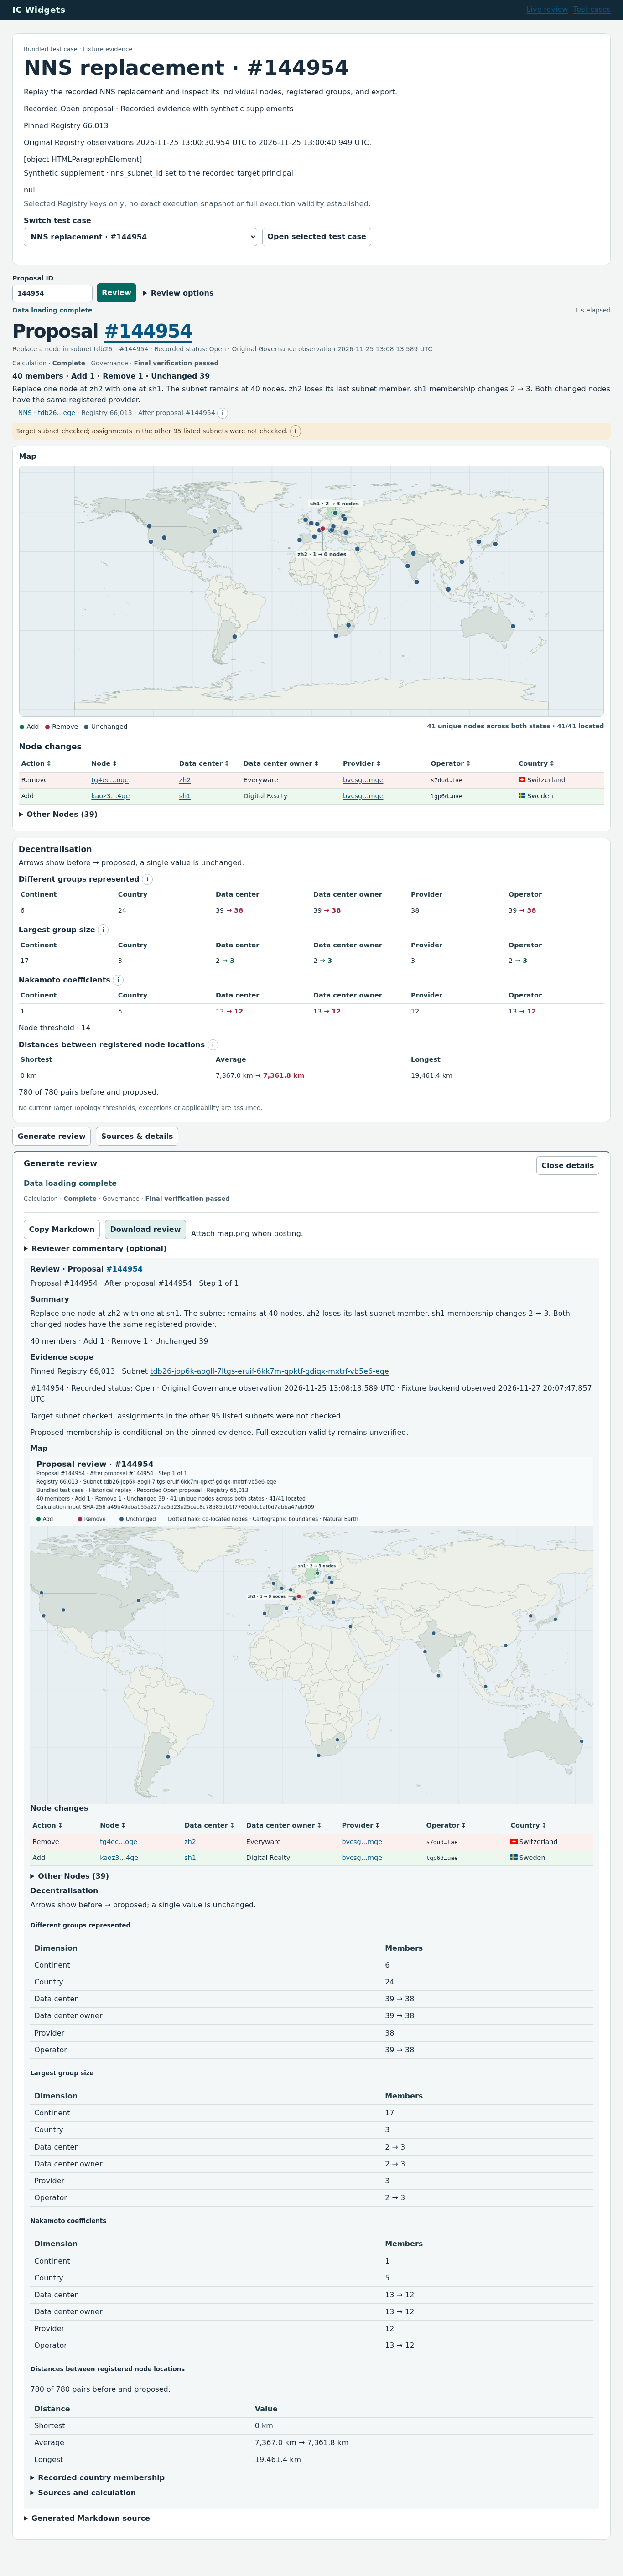 IC Widgets
Live review Test cases
Bundled test case · Fixture evidence
NNS replacement · #144954
Replay the recorded NNS replacement and inspect its individual nodes, registered groups, and export.
Recorded Open proposal · Recorded evidence with synthetic supplements
Pinned Registry 66,013
Original Registry observations 2026-11-25 13:00:30.954 UTC to 2026-11-25 13:00:40.949 UTC.
[object HTMLParagraphElement]
Synthetic supplement · nns_subnet_id set to the recorded target principal
null
Selected Registry keys only; no exact execution snapshot or full execution validity established.
Switch test case
NNS replacement · #144954 Open selected test case
Proposal ID
144954 Review ▶ Review options
Data loading complete 1 s elapsed
Proposal #144954
Replace a node in subnet tdb26 #144954 · Recorded status: Open · Original Governance observation 2026-11-25 13:08:13.589 UTC
Calculation · Complete · Governance · Final verification passed
40 members · Add 1 · Remove 1 · Unchanged 39
Replace one node at zh2 with one at sh1. The subnet remains at 40 nodes. zh2 loses its last subnet member. sh1 membership changes 2 → 3. Both changed nodes
have the same registered provider.
NNS · tdb26…eqe · Registry 66,013 · After proposal #144954 i
Target subnet checked; assignments in the other 95 listed subnets were not checked. i
Map
sh1 · 2 → 3 nodes
zh2 · 1 → 0 nodes
Add Remove Unchanged 41 unique nodes across both states · 41/41 located
Node changes
Action ↕ Node ↕ Data center ↕ Data center owner ↕ Provider ↕ Operator ↕ Country ↕
Remove tg4ec…oqe zh2 Everyware bvcsg…mqe s7dud…tae Switzerland
Add kaoz3…4qe sh1 Digital Realty bvcsg…mqe lgp6d…uae Sweden
▶ Other Nodes (39)
Decentralisation
Arrows show before → proposed; a single value is unchanged.
Different groups represented i
Continent Country Data center Data center owner Provider Operator
6 24 39 → 38 39 → 38 38 39 → 38
Largest group size i
Continent Country Data center Data center owner Provider Operator
17 3 2 → 3 2 → 3 3 2 → 3
Nakamoto coefficients i
Continent Country Data center Data center owner Provider Operator
1 5 13 → 12 13 → 12 12 13 → 12
Node threshold · 14
Distances between registered node locations i
Shortest Average Longest
0 km 7,367.0 km → 7,361.8 km 19,461.4 km
780 of 780 pairs before and proposed.
No current Target Topology thresholds, exceptions or applicability are assumed.
Generate review Sources & details
Generate review Close details
Data loading complete
Calculation · Complete · Governance · Final verification passed
Copy Markdown Download review Attach map.png when posting.
▶ Reviewer commentary (optional)
Review · Proposal #144954
Proposal #144954 · After proposal #144954 · Step 1 of 1
Summary
Replace one node at zh2 with one at sh1. The subnet remains at 40 nodes. zh2 loses its last subnet member. sh1 membership changes 2 → 3. Both
changed nodes have the same registered provider.
40 members · Add 1 · Remove 1 · Unchanged 39
Evidence scope
Pinned Registry 66,013 · Subnet tdb26-jop6k-aogll-7ltgs-eruif-6kk7m-qpktf-gdiqx-mxtrf-vb5e6-eqe
#144954 · Recorded status: Open · Original Governance observation 2026-11-25 13:08:13.589 UTC · Fixture backend observed 2026-11-27 20:07:47.857
UTC
Target subnet checked; assignments in the other 95 listed subnets were not checked.
Proposed membership is conditional on the pinned evidence. Full execution validity remains unverified.
Map
Proposal review · #144954
Proposal #144954 · After proposal #144954 · Step 1 of 1
Registry 66,013 · Subnet tdb26-jop6k-aogll-7ltgs-eruif-6kk7m-qpktf-gdiqx-mxtrf-vb5e6-eqe
Bundled test case · Historical replay · Recorded Open proposal · Registry 66,013
40 members · Add 1 · Remove 1 · Unchanged 39 · 41 unique nodes across both states · 41/41 located
Calculation input SHA-256
Add Remove Unchanged Dotted halo: co-located nodes · Cartographic boundaries · Natural Earth
sh1 · 2 → 3 nodes
zh2 · 1 → 0 nodes
Node changes
Action ↕ Node ↕ Data center ↕ Data center owner ↕ Provider ↕ Operator ↕ Country ↕
Remove tg4ec…oqe zh2 Everyware bvcsg…mqe s7dud…tae Switzerland
Add kaoz3…4qe sh1 Digital Realty bvcsg…mqe lgp6d…uae Sweden
▶ Other Nodes (39)
Decentralisation
Arrows show before → proposed; a single value is unchanged.
Different groups represented
Dimension Members
Continent 6
Country 24
Data center 39 → 38
Data center owner 39 → 38
Provider 38
Operator 39 → 38
Largest group size
Dimension Members
Continent 17
Country 3
Data center 2 → 3
Data center owner 2 → 3
Provider 3
Operator 2 → 3
Nakamoto coefficients
Dimension Members
Continent 1
Country 5
Data center 13 → 12
Data center owner 13 → 12
Provider 12
Operator 13 → 12
Distances between registered node locations
780 of 780 pairs before and proposed.
Distance Value
Shortest 0 km
Average 7,367.0 km → 7,361.8 km
Longest 19,461.4 km
▶ Recorded country membership
▶ Sources and calculation
▶ Generated Markdown source